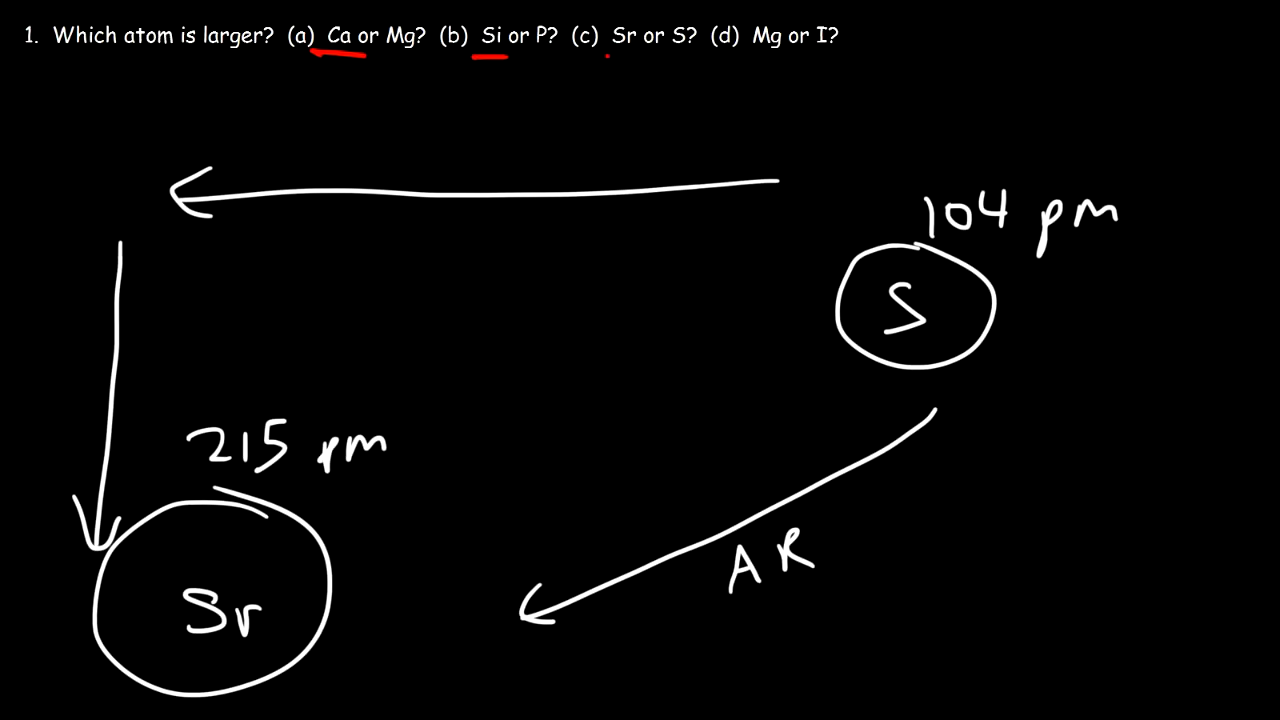 1. Which atom is larger? (a) Ca or Mg? (b) Si or P? (c) Sr or S? (d) Mg or I?
104 pm
S
215 pm
AR
Sr